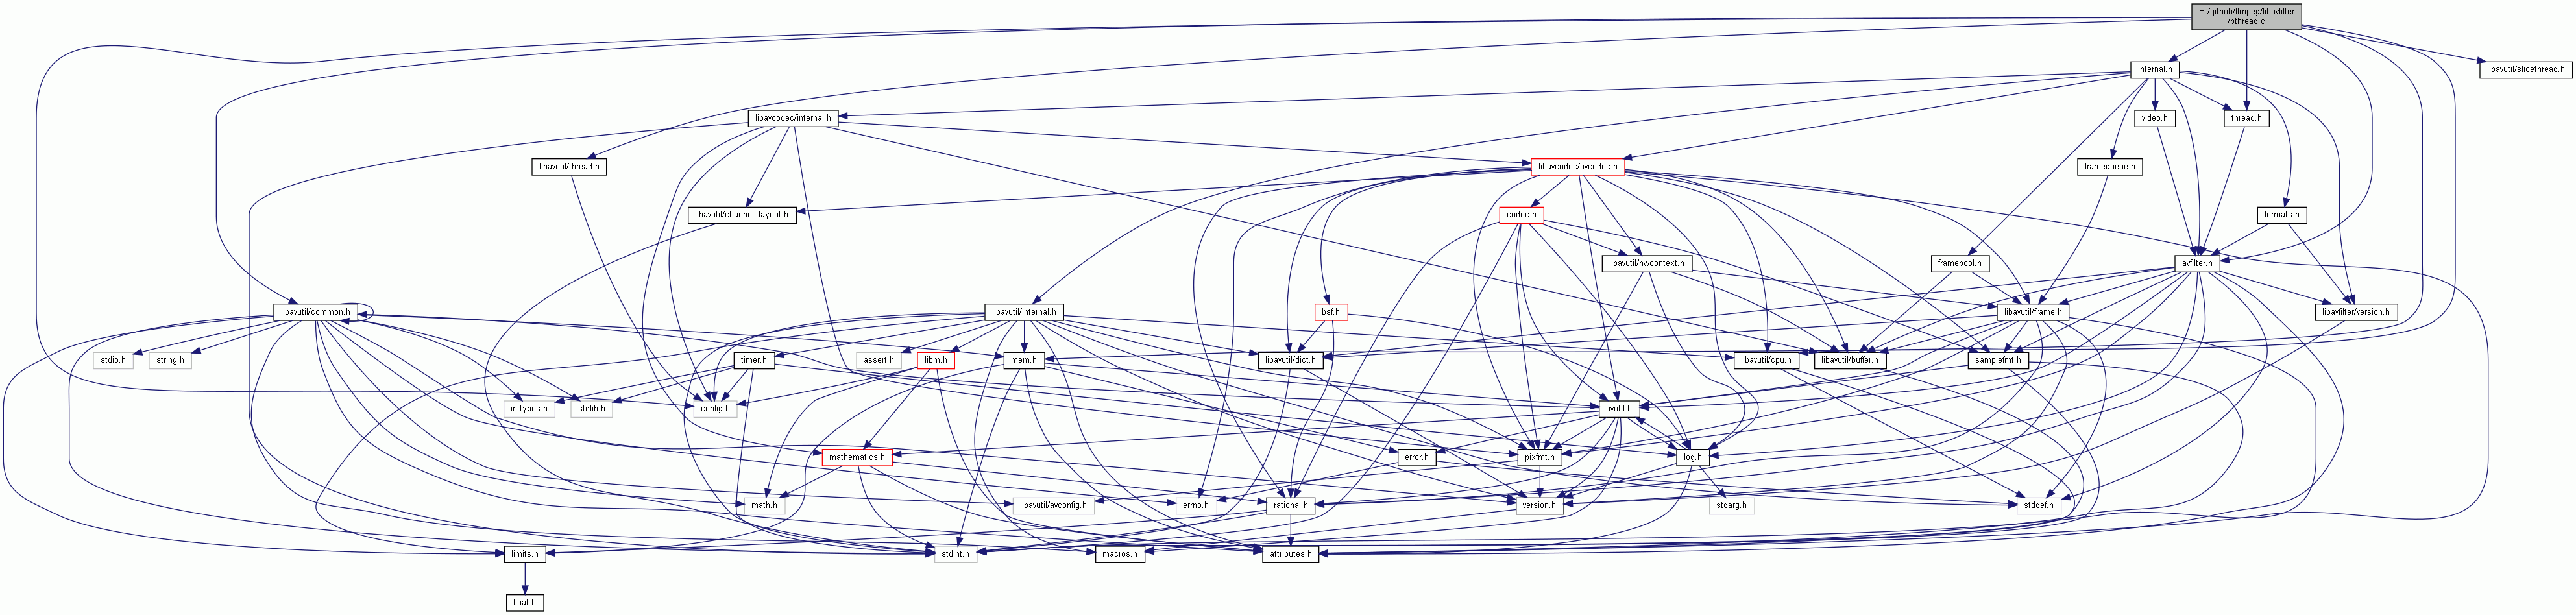 E:/github/ffmpeg/libavfilter
/pthread.c
internal.h
libavutil/slicethread.h
libavcodec/internal.h
video.h
thread.h
libavutil/thread.h
libavcodec/avcodec.h
framequeue.h
libavutil/channel_layout.h
codec.h
formats.h
libavutil/hwcontext.h
framepool.h
avfilter.h
libavutil/common.h
libavutil/internal.h
bsf.h
libavutil/frame.h
libavfilter/version.h
stdio.h
string.h
timer.h
assert.h
libm.h
mem.h
libavutil/dict.h
libavutil/cpu.h
libavutil/buffer.h
samplefmt.h
inttypes.h
stdlib.h
config.h
avutil.h
mathematics.h
error.h
pixfmt.h
log.h
math.h
libavutil/avconfig.h
errno.h
rational.h
version.h
stdarg.h
stddef.h
limits.h
stdint.h
macros.h
attributes.h
float.h